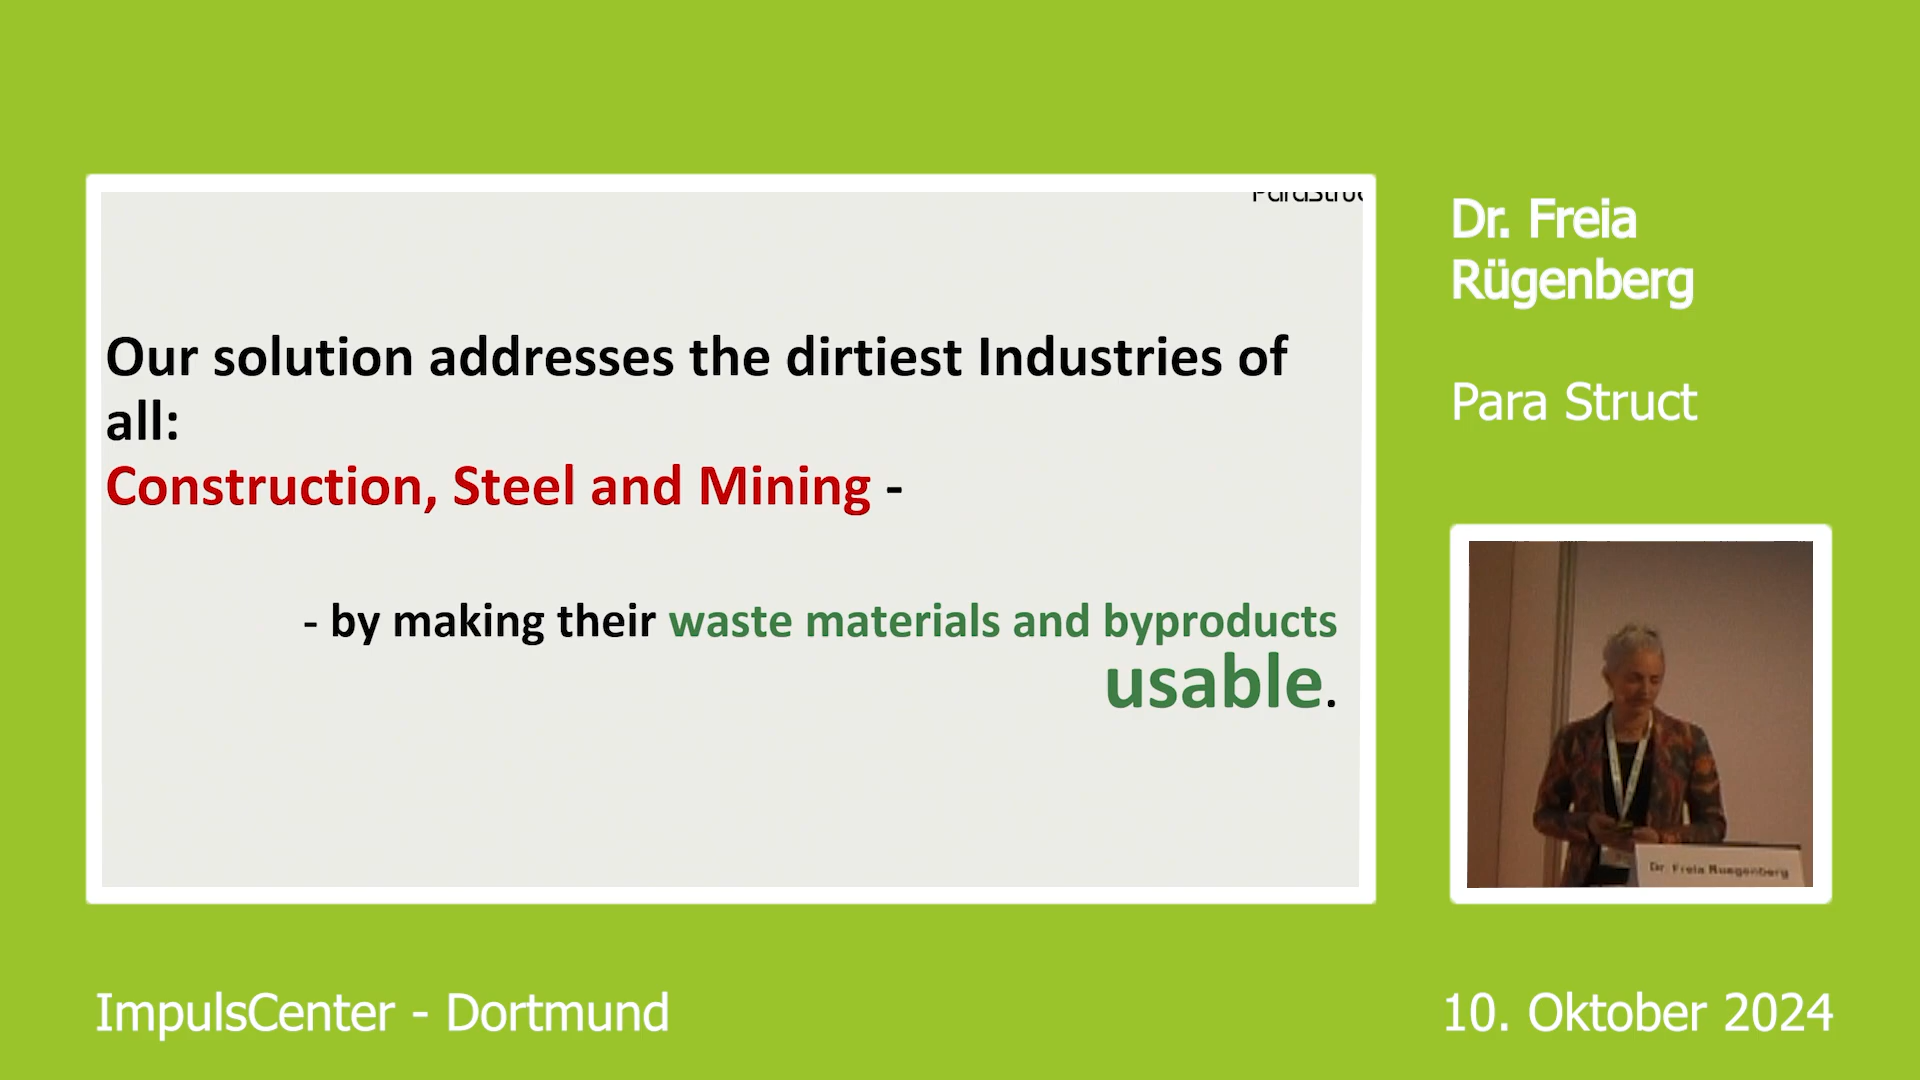 ParaStruc
Our solution addresses the dirtiest Industries of
all:
Construction, Steel and Mining -
- by making their waste materials and byproducts
usable.
Dr. Freia
Rügenberg
Para Struct
Dr. Freia Ruegenberg
ImpulsCenter - Dortmund
10. Oktober 2024